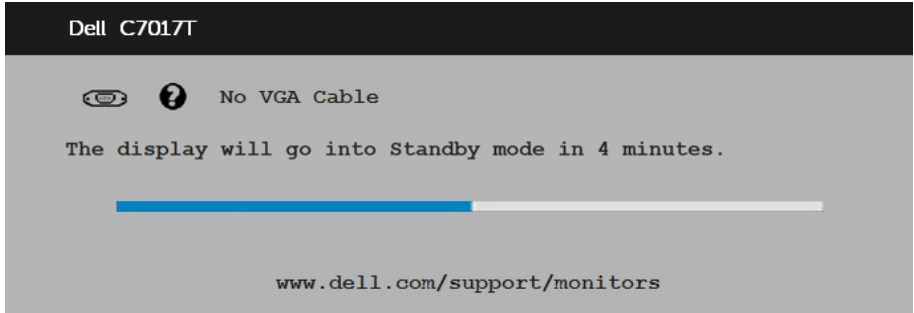 Dell C7017T
No VGA Cable
The display will go into Standby mode in 4 minutes.
www.dell.com/support/monitors